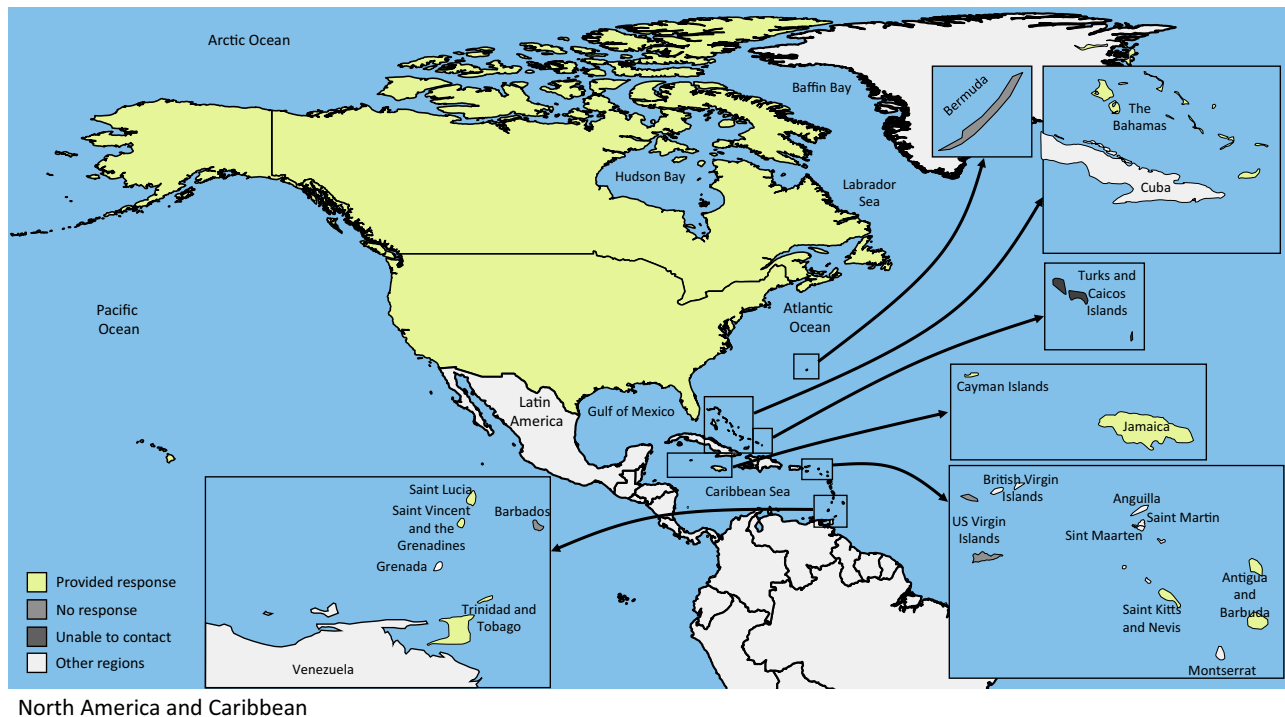 Arctic Ocean
Baffin Bay
Bermuda
The
Bahamas
Cuba
Hudson Bay
Labrador
Sea
Turks and
Caicos
Islands
Pacific
Ocean
Atlantic
Ocean
Cayman Islands
Jamaica
Latin
America
Gulf of Mexico
Caribbean Sea
British Virgin
Islands
US Virgin
Islands
Anguilla
Saint Martin
Sint Maarten
Antigua
and
Barbuda
Saint Kitts
and Nevis
Montserrat
Saint Lucia
Saint Vincent
and the
Grenadines
Barbados
Grenada
Trinidad and
Tobago
Venezuela
Provided response
No response
Unable to contact
Other regions
North America and Caribbean